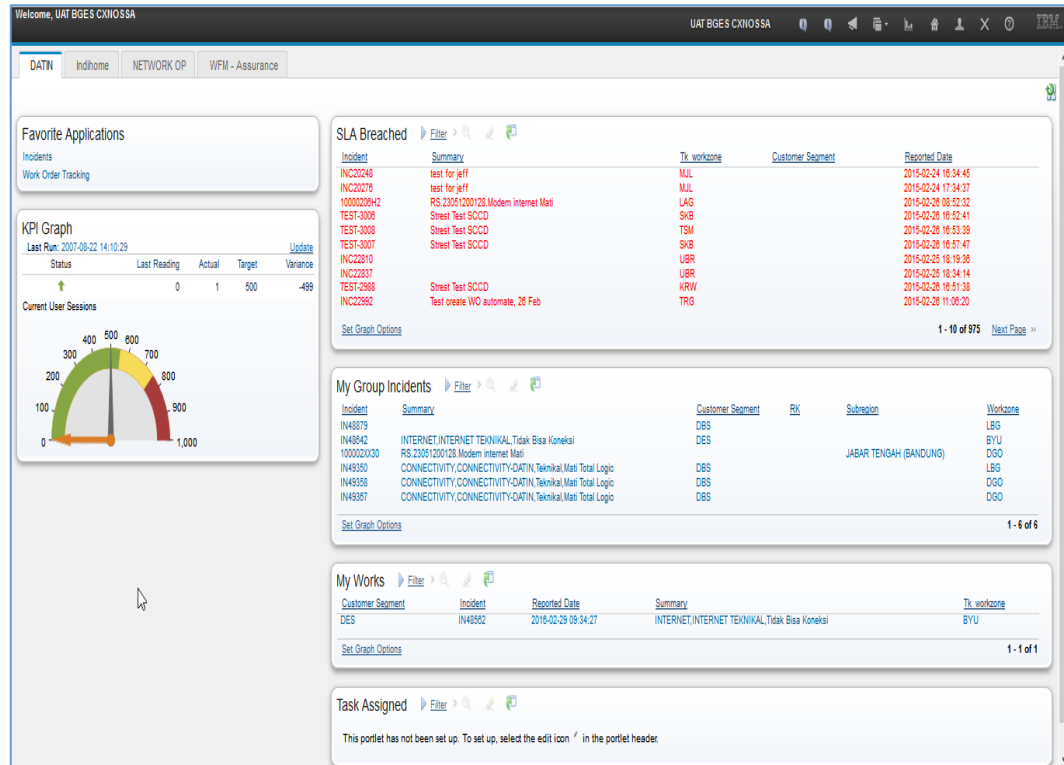 Welcome, UAT BGES CXNOSSA
UAT BGES CXNOSSA IBM.
DATIN Indihome NETWORK OP WFM - Assurance
Favorite Applications
Incidents
Work Order Tracking
KPI Graph
Last Run: 2007-08-22 14:10:29 Update
Status Last Reading Actual Target Variance
0 1 500 -499
Current User Sessions
0 100 200 300 400 500 600 700 800 900 1,000
SLA Breached Filter
Incident Summary Tk_workzone Customer Segment Reported Date
INC20248 test for jeff MJL 2015-02-24 16:34:45
INC20276 test for jeff MJL 2015-02-24 17:34:37
10000206H2 RS.23051200128.Modem internet Mati LAG 2015-02-26 08:52:32
TEST-3006 Strest Test SCCD SKB 2015-02-26 16:52:41
TEST-3008 Strest Test SCCD TSM 2015-02-26 16:53:39
TEST-3007 Strest Test SCCD SKB 2015-02-26 16:57:47
INC22810 UBR 2015-02-25 18:19:36
INC22837 UBR 2015-02-25 18:34:14
TEST-2988 Strest Test SCCD KRW 2015-02-26 16:51:38
INC22992 Test create WO automate, 26 Feb TRG 2015-02-26 11:06:20
Set Graph Options 1 - 10 of 975 Next Page
My Group Incidents Filter
Incident Summary Customer Segment RK Subregion Workzone
IN48879 DBS LBG
IN48642 INTERNET,INTERNET TEKNIKAL,Tidak Bisa Koneksi DES BYU
100002XX30 RS.23051200128.Modem internet Mati JABAR TENGAH (BANDUNG) DGO
IN49350 CONNECTIVITY,CONNECTIVITY-DATIN,Teknikal,Mati Total Logic DBS LBG
IN49358 CONNECTIVITY,CONNECTIVITY-DATIN,Teknikal,Mati Total Logic DBS DGO
IN49367 CONNECTIVITY,CONNECTIVITY-DATIN,Teknikal,Mati Total Logic DBS DGO
Set Graph Options 1 - 6 of 6
My Works Filter
Customer Segment Incident Reported Date Summary Tk_workzone
DES IN48562 2016-02-29 09:34:27 INTERNET,INTERNET TEKNIKAL,Tidak Bisa Koneksi BYU
Set Graph Options 1 - 1 of 1
Task Assigned Filter
This portlet has not been set up. To set up, select the edit icon in the portlet header.